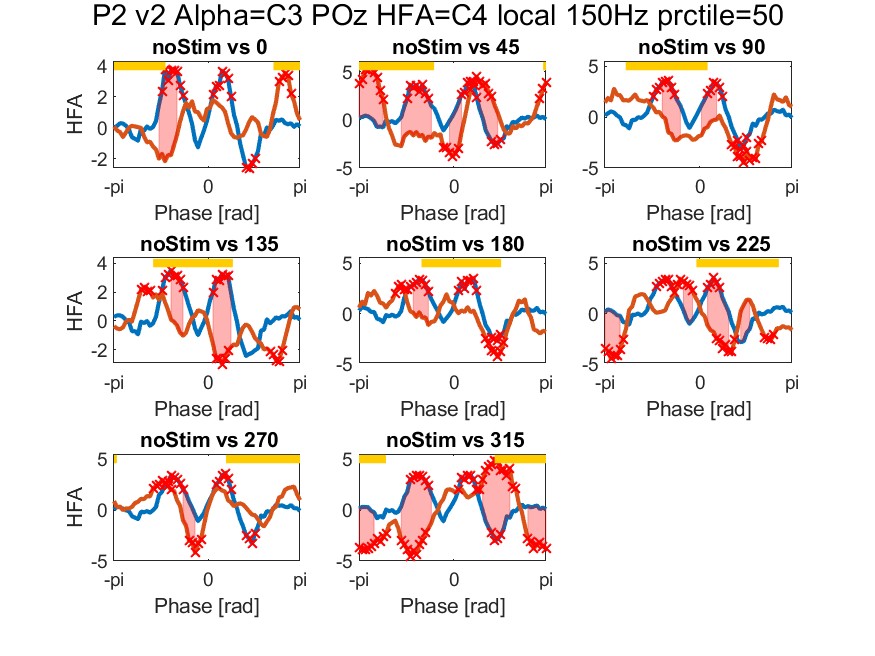 P2 v2 Alpha=C3 POz HFA=C4 local 150Hz prctile=50
noStim vs 0
noStim vs 45
noStim vs 90
4
2
0
-2
HFA
5
0
-5
5
0
-5
-pi 0 pi
-pi 0 pi
-pi 0 pi
Phase [rad]
Phase [rad]
Phase [rad]
noStim vs 135
noStim vs 180
noStim vs 225
4
2
0
-2
HFA
5
0
-5
5
0
-5
-pi 0 pi
-pi 0 pi
-pi 0 pi
Phase [rad]
Phase [rad]
Phase [rad]
noStim vs 270
noStim vs 315
5
0
-5
HFA
5
0
-5
-pi 0 pi
-pi 0 pi
Phase [rad]
Phase [rad]